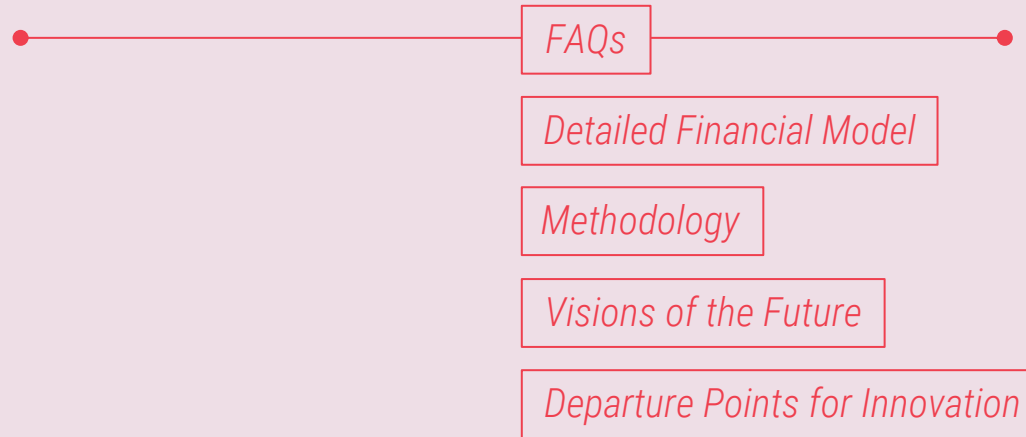 FAQs
Detailed Financial Model
Methodology
Visions of the Future
Departure Points for Innovation